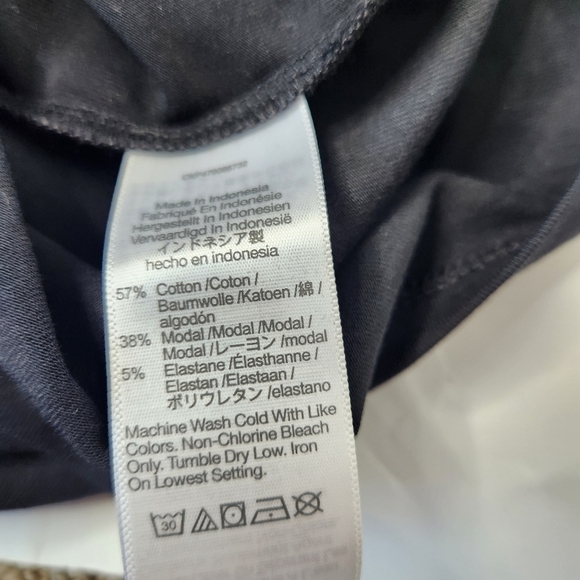 Made In Indonesia
Fabriqué En Indonésie
Hergestellt In Indonesien
Vervaardigd In Indonesië
インドネシア製
hecho en indonesia
57% Cotton /Coton /
Baumwolle /Katoen /綿 /
algodón
38% Modal /Modal /Modal /
Modal /レーヨン /modal
5% Elastane /Élasthanne /
Elastan /Elastaan /
ポリウレタン /elastano
Machine Wash Cold With Like
Colors. Non-Chlorine Bleach
Only. Tumble Dry Low. Iron
On Lowest Setting.
30